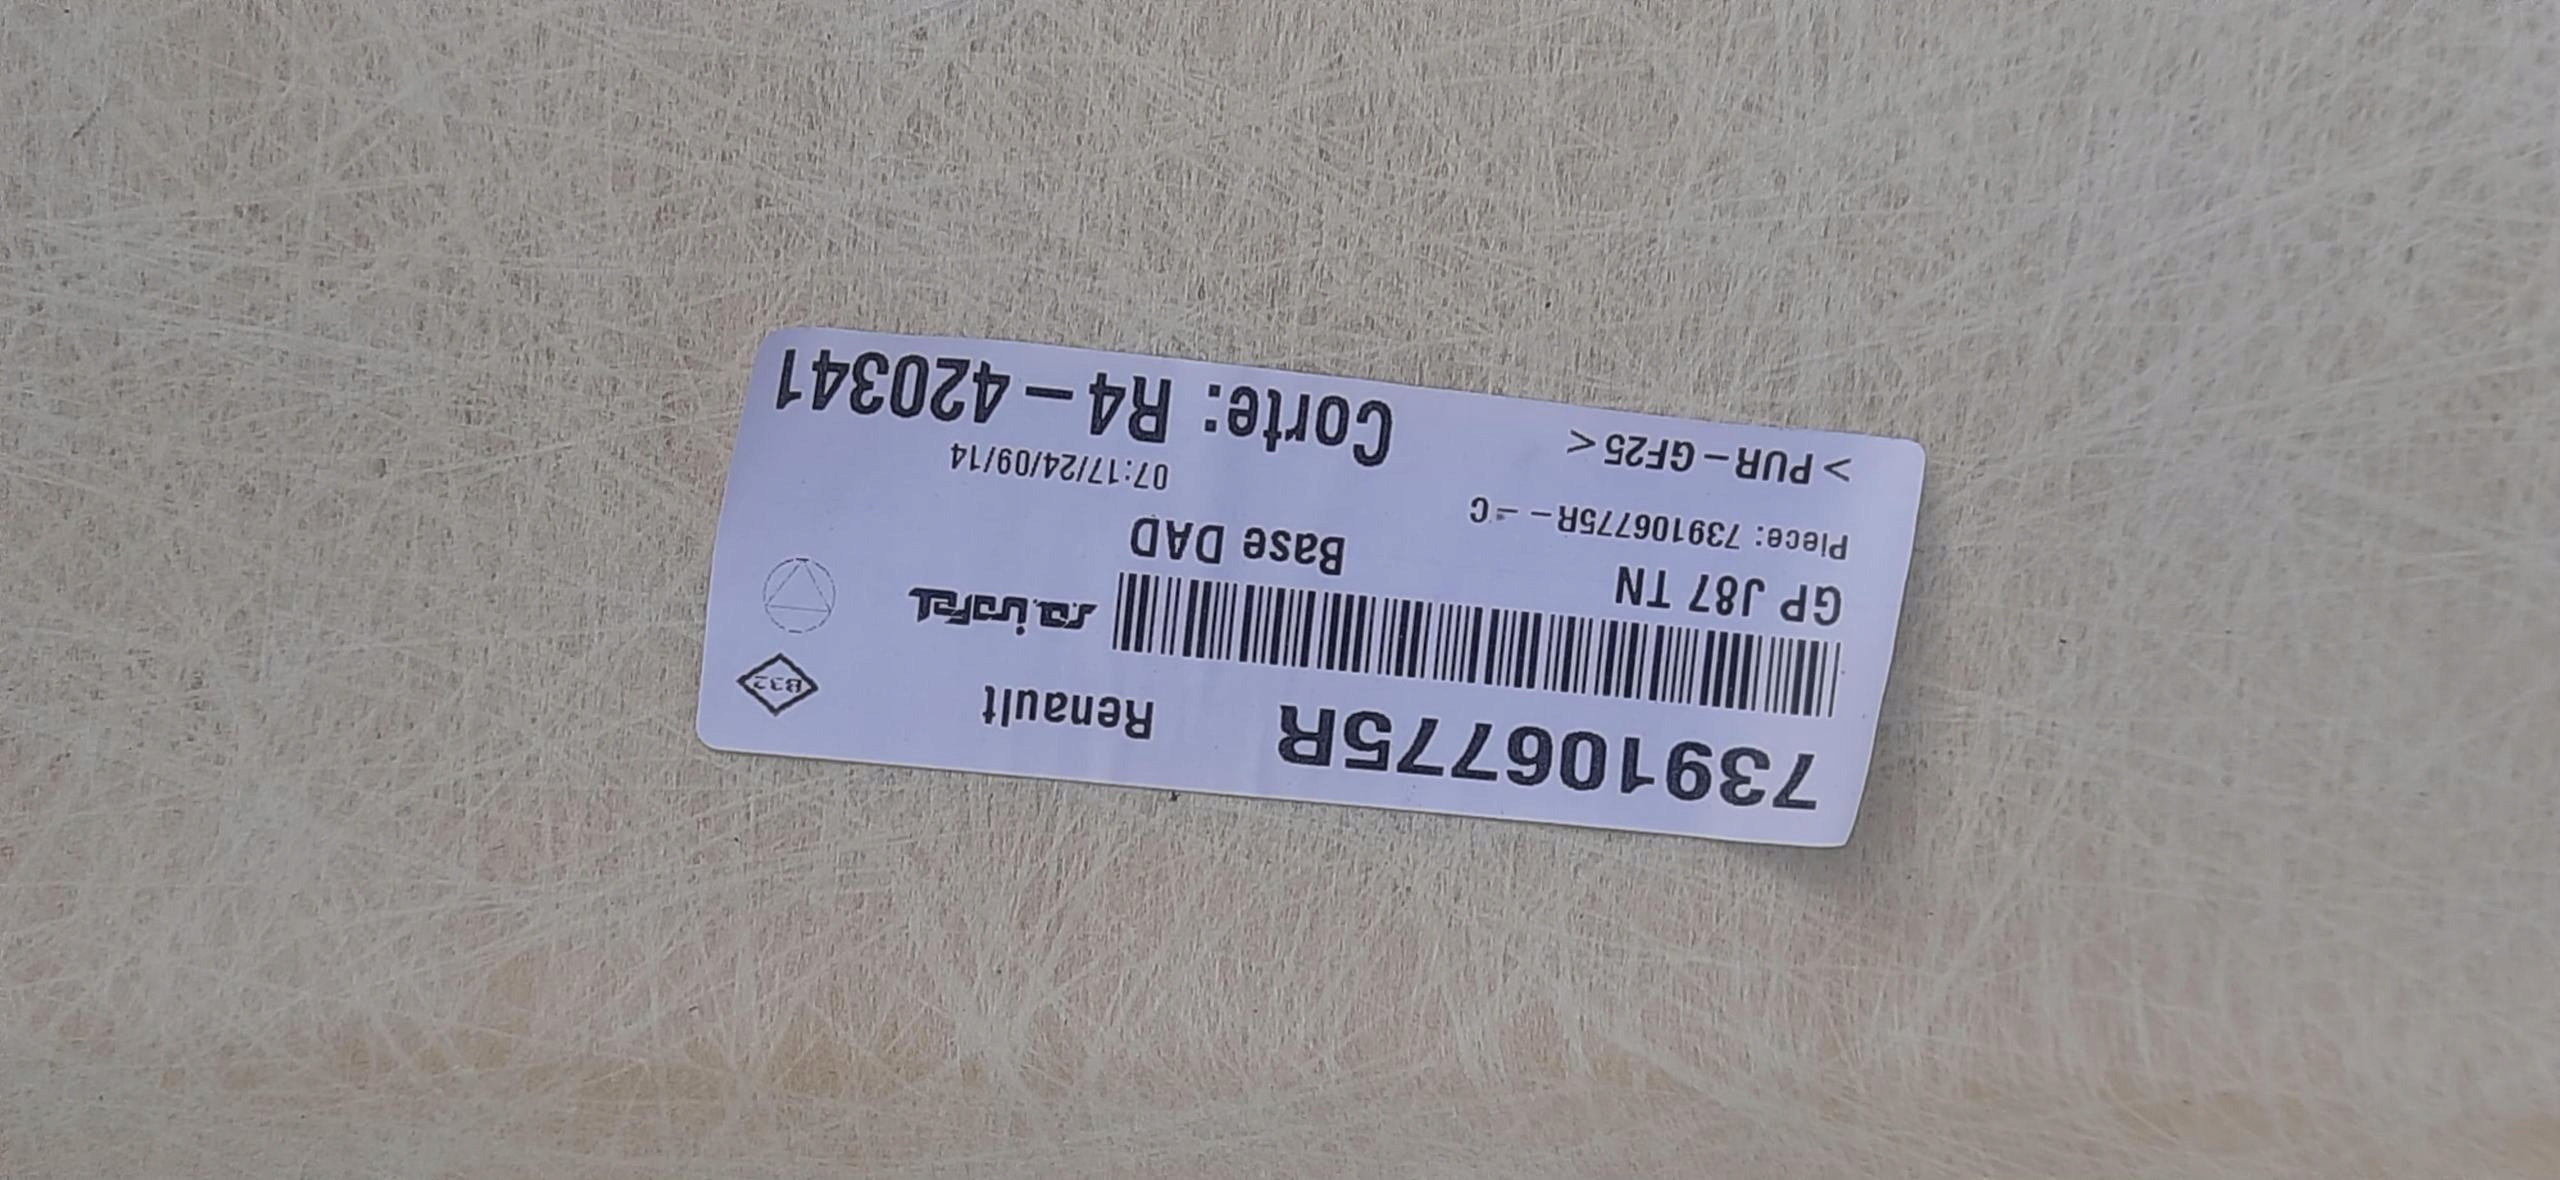 739106775R Renault B32
GP J87 TN
Base DAD
Piece: 739106775R- -C
07:17/24/09/14
>PUR-GF25<
Corte: R4-420341